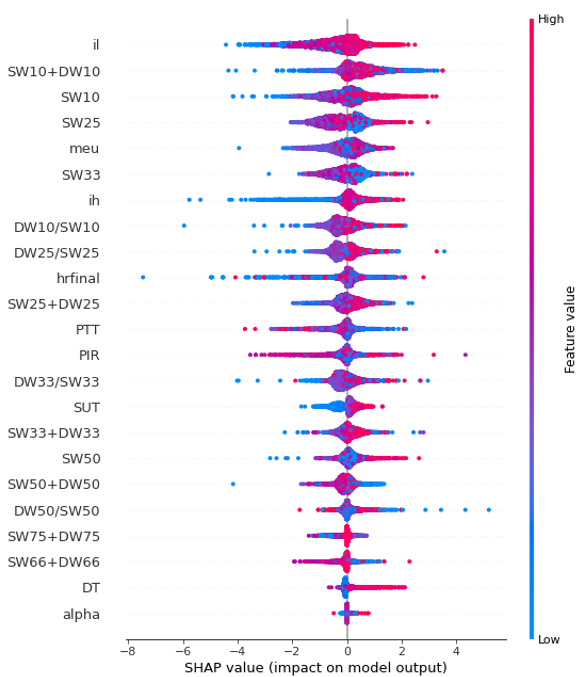 High
il
SW10+DW10
SW10
SW25
meu
SW33
ih
DW10/SW10
DW25/SW25
hrfinal
SW25+DW25
PTT
PIR
DW33/SW33
SUT
SW33+DW33
SW50
SW50+DW50
DW50/SW50
SW75+DW75
SW66+DW66
DT
alpha
Feature value
Low
−8 −6 −4 −2 0 2 4
SHAP value (impact on model output)